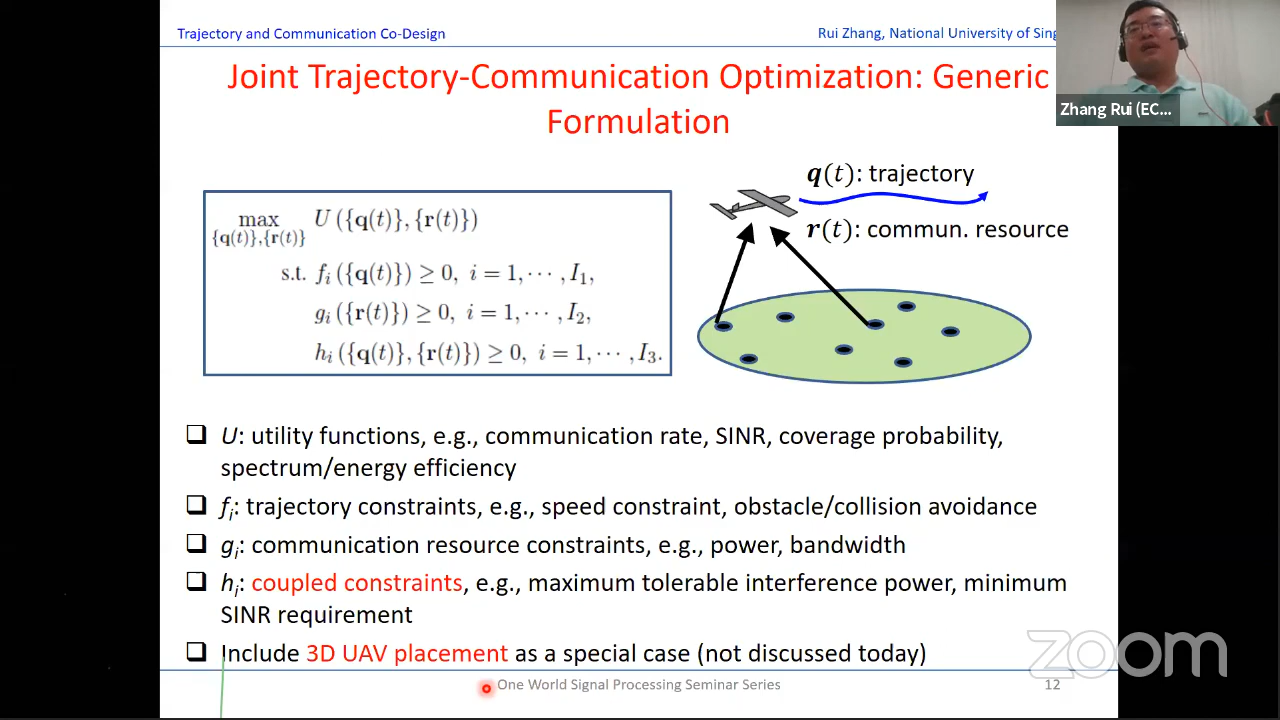 Trajectory and Communication Co-Design
Rui Zhang, National University of Sing
Joint Trajectory-Communication Optimization: Generic
Formulation
Zhang Rui (EC...
q(t): trajectory
r(t): commun. resource
max U ({q(t)}, {r(t)})
{q(t)},{r(t)}
s.t. fᵢ ({q(t)}) ≥ 0, i = 1, ⋯ , I₁,
gᵢ ({r(t)}) ≥ 0, i = 1, ⋯ , I₂,
hᵢ ({q(t)}, {r(t)}) ≥ 0, i = 1, ⋯ , I₃.
U: utility functions, e.g., communication rate, SINR, coverage probability,
spectrum/energy efficiency
fᵢ: trajectory constraints, e.g., speed constraint, obstacle/collision avoidance
gᵢ: communication resource constraints, e.g., power, bandwidth
hᵢ: coupled constraints, e.g., maximum tolerable interference power, minimum
SINR requirement
Include 3D UAV placement as a special case (not discussed today)
zoom
One World Signal Processing Seminar Series
12